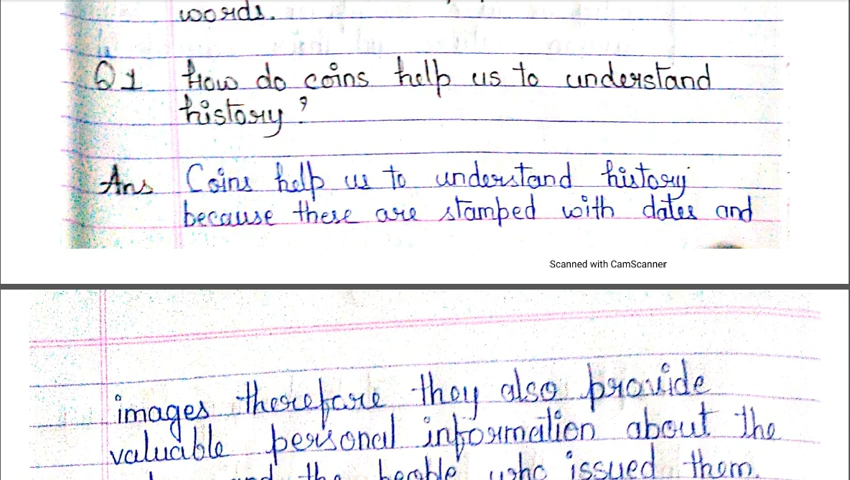 words.
Q1 How do coins help us to understand
history?
Ans Coins help us to understand history
because these are stamped with dates and
Scanned with CamScanner
images therefore they also provide
valuable personal information about the
and the people who issued them.